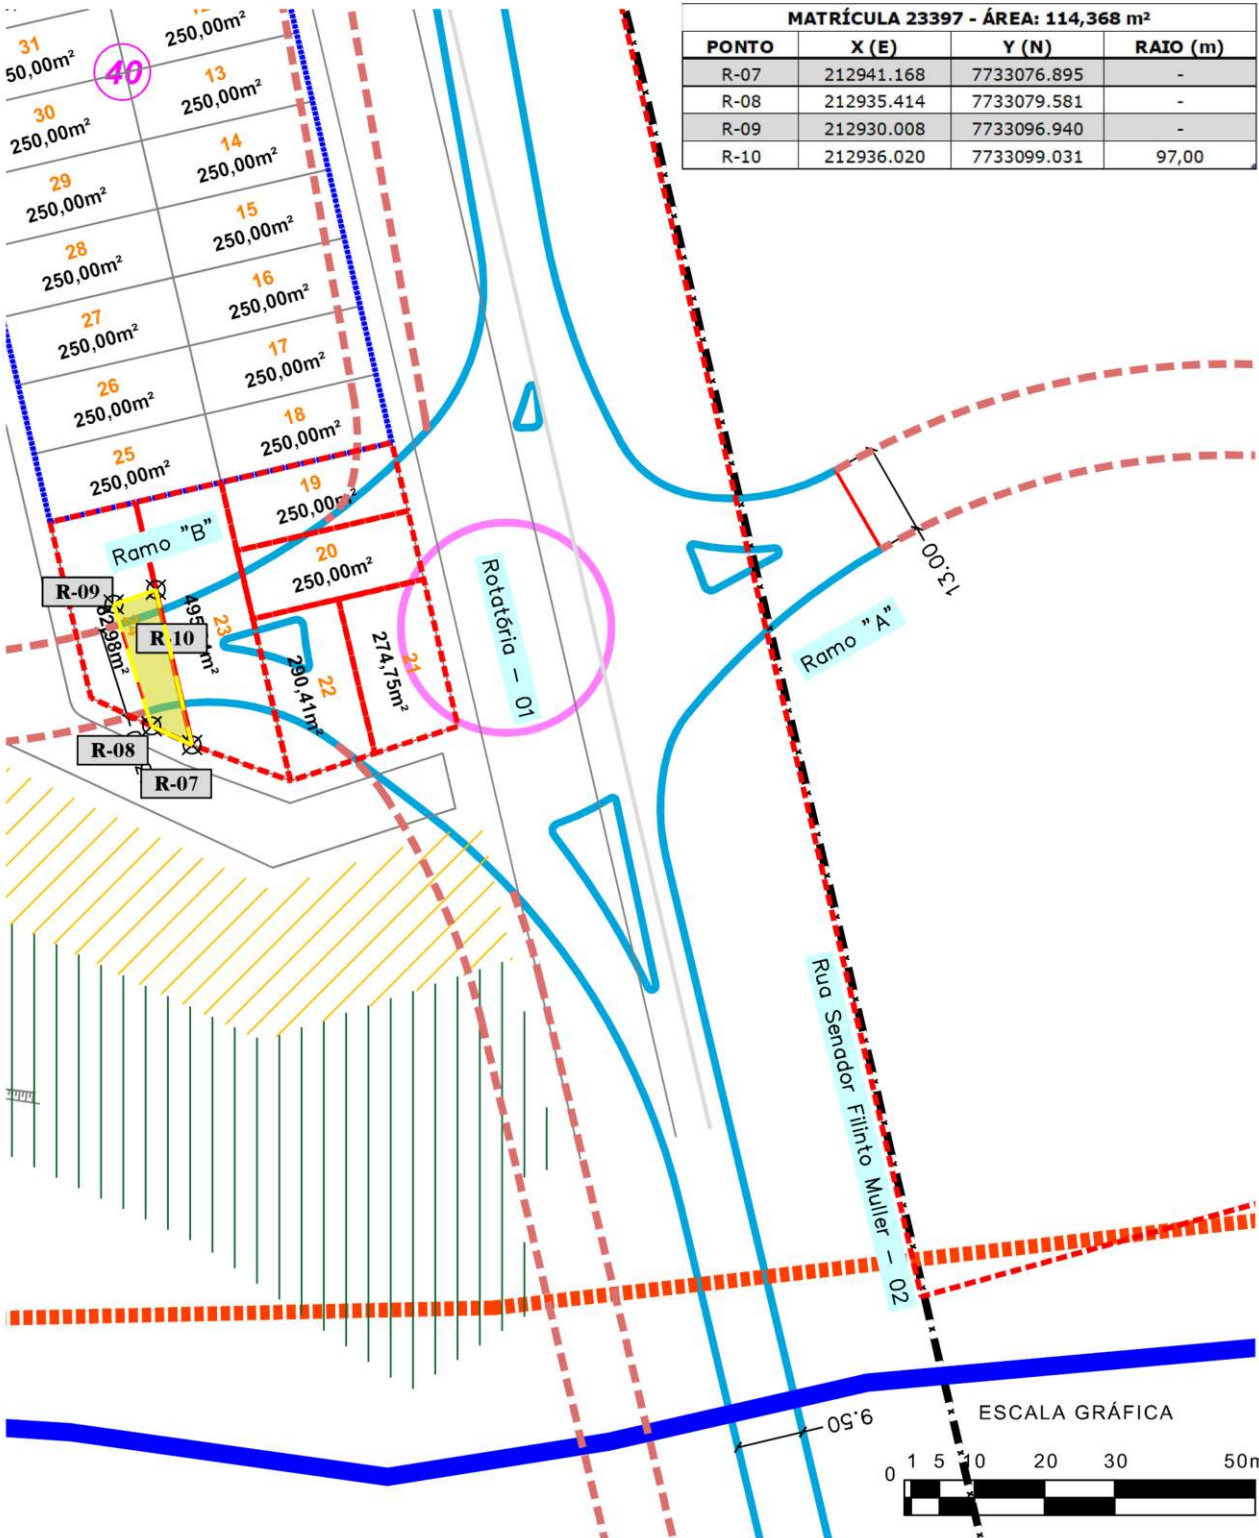 MATRÍCULA 23397 - ÁREA: 114,368 m²
PONTO X (E) Y (N) RAIO (m)
R-07 212941.168 7733076.895 -
R-08 212935.414 7733079.581 -
R-09 212930.008 7733096.940 -
R-10 212936.020 7733099.031 97,00
250,00m²
31
50,00m²
40
13
250,00m²
30
250,00m²
14
250,00m²
29
250,00m²
15
250,00m²
28
250,00m²
16
250,00m²
27
250,00m²
17
250,00m²
26
250,00m²
18
250,00m²
25
250,00m²
19
250,00m²
Ramo "B"
20
250,00m²
R-09
R-10
23
22
290,41m²
21
274,75m²
R-08
R-07
Rotatória - 01
13.00
Ramo "A"
Rua Senador Filinto Muller - 02
9.50
ESCALA GRÁFICA
0 1 5 10 20 30 50m